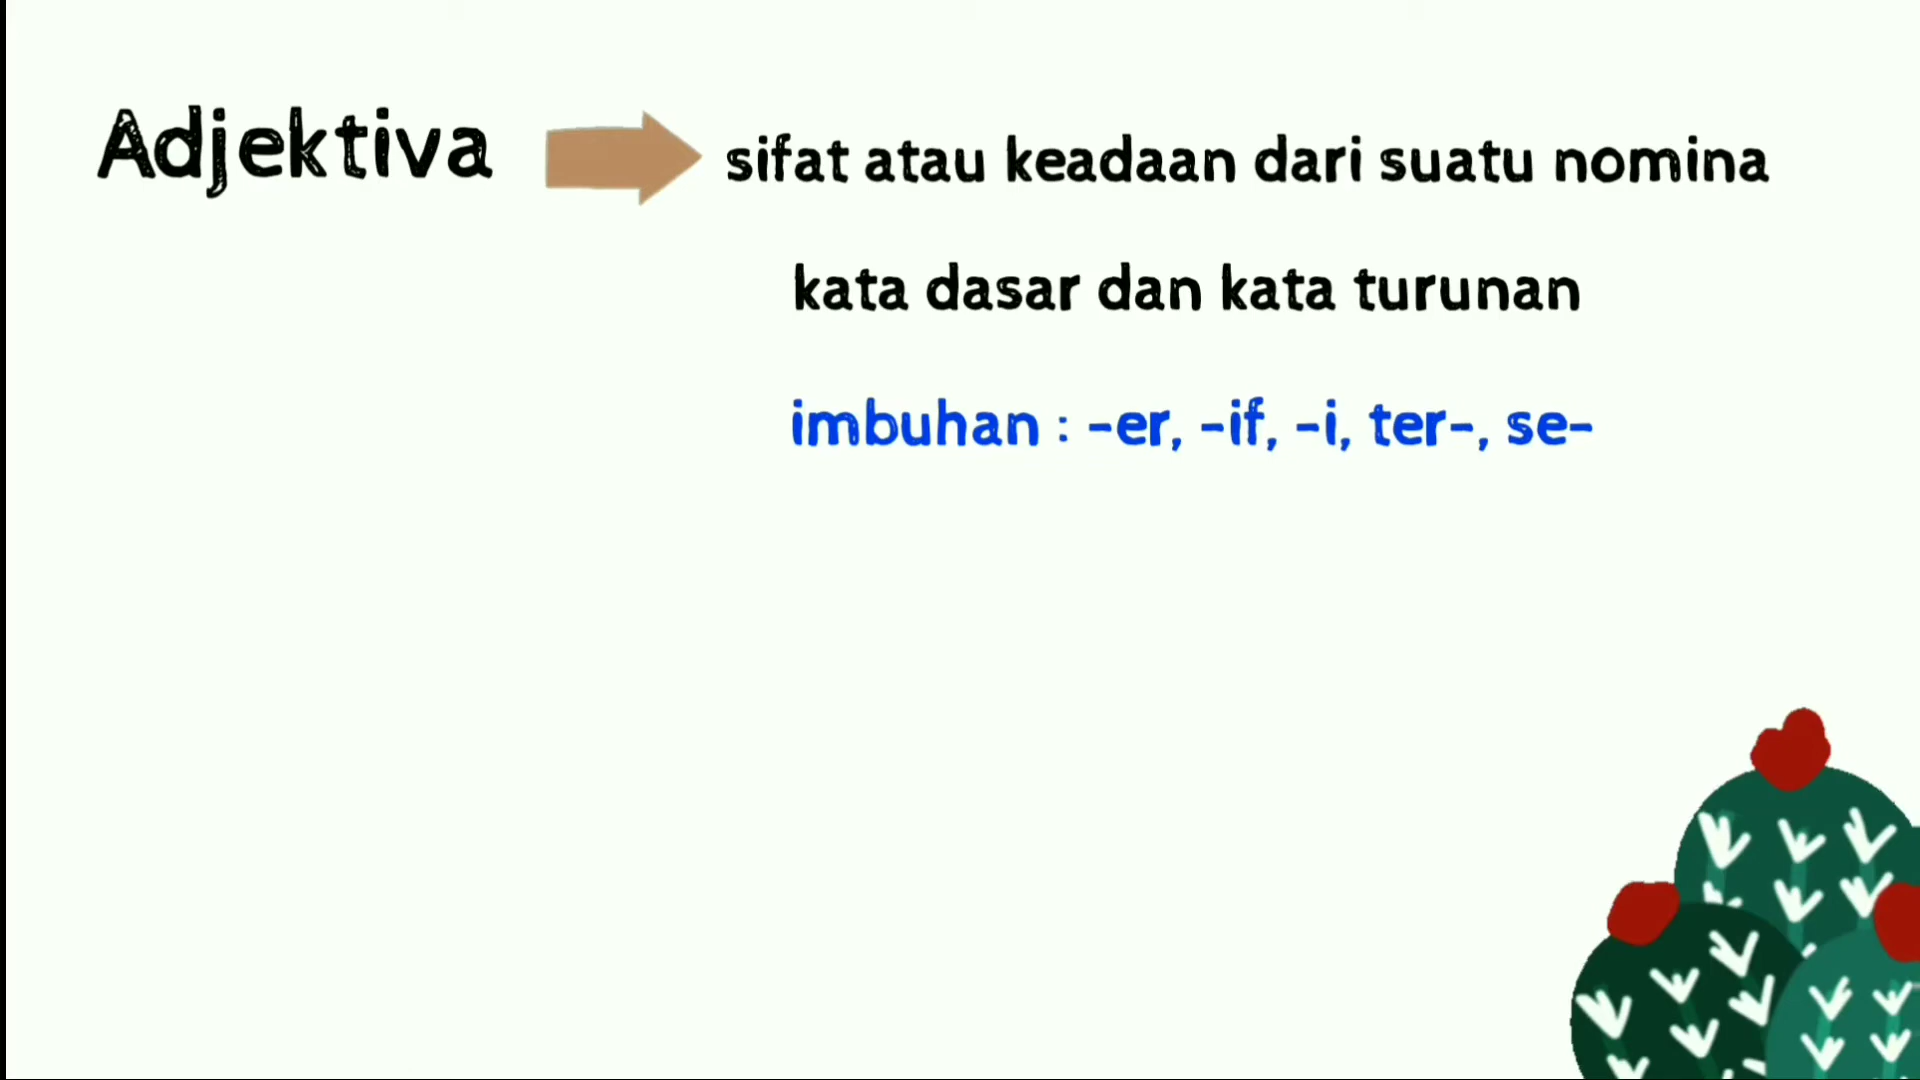 Adjektiva
sifat atau keadaan dari suatu nomina
kata dasar dan kata turunan
imbuhan : -er, -if, -i, ter-, se-